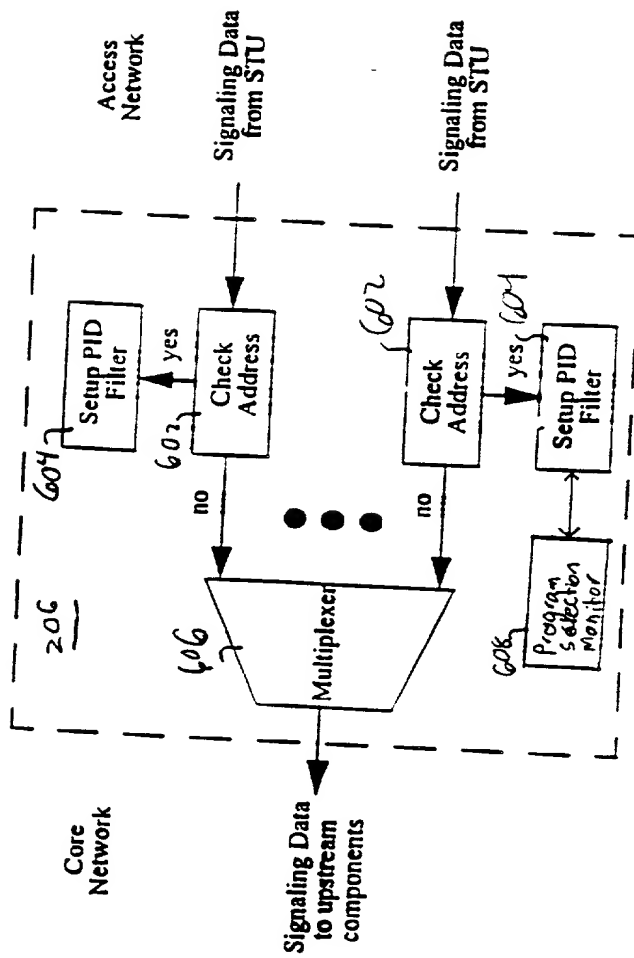 Core
Network
Access
Network
206
604
Setup PID
Filter
yes
602
Check
Address
no
Signaling Data
from STU
606
Multiplexer
Signaling Data
to upstream
components
602
Check
Address
no
yes
604
Setup PID
Filter
608
Program
Selection
Monitor
Signaling Data
from STU